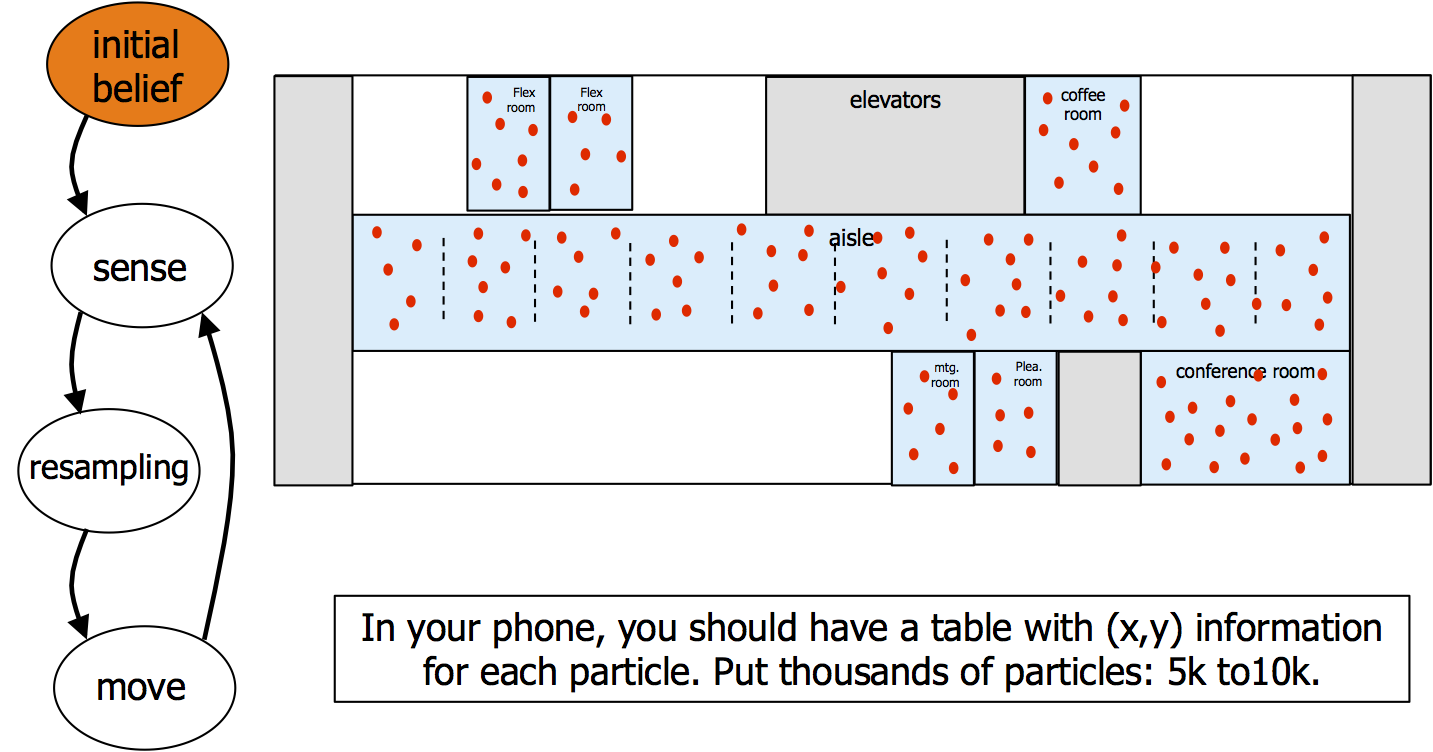 initial
belief
sense
resampling
move
Flex
room
Flex
room
elevators
coffee
room
aisle
mtg.
room
Plea.
room
conference room
In your phone, you should have a table with (x,y) information
for each particle. Put thousands of particles: 5k to10k.